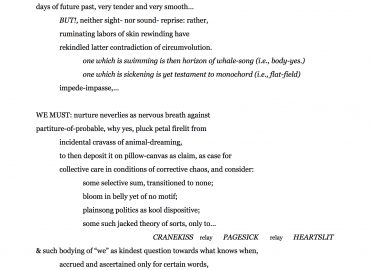 days of future past, very tender and very smooth...
BUT!, neither sight- nor sound- reprise: rather,
ruminating labors of skin rewinding have
rekindled latter contradiction of circumvolution.
one which is swimming is then horizon of whale-song (i.e., body-yes.)
one which is sickening is yet testament to monochord (i.e., flat-field)
impede-impasse,...
WE MUST: nurture neverlies as nervous breath against
partiture-of-probable, why yes, pluck petal firelit from
incidental cravass of animal-dreaming,
to then deposit it on pillow-canvas as claim, as case for
collective care in conditions of corrective chaos, and consider:
some selective sum, transitioned to none;
bloom in belly yet of no motif;
plainsong politics as kool dispositive;
some such jacked theory of sorts, only to...
CRANEKISS relay PAGESICK relay HEARTSLIT
& such bodying of "we" as kindest question towards what knows when,
accrued and ascertained only for certain words,